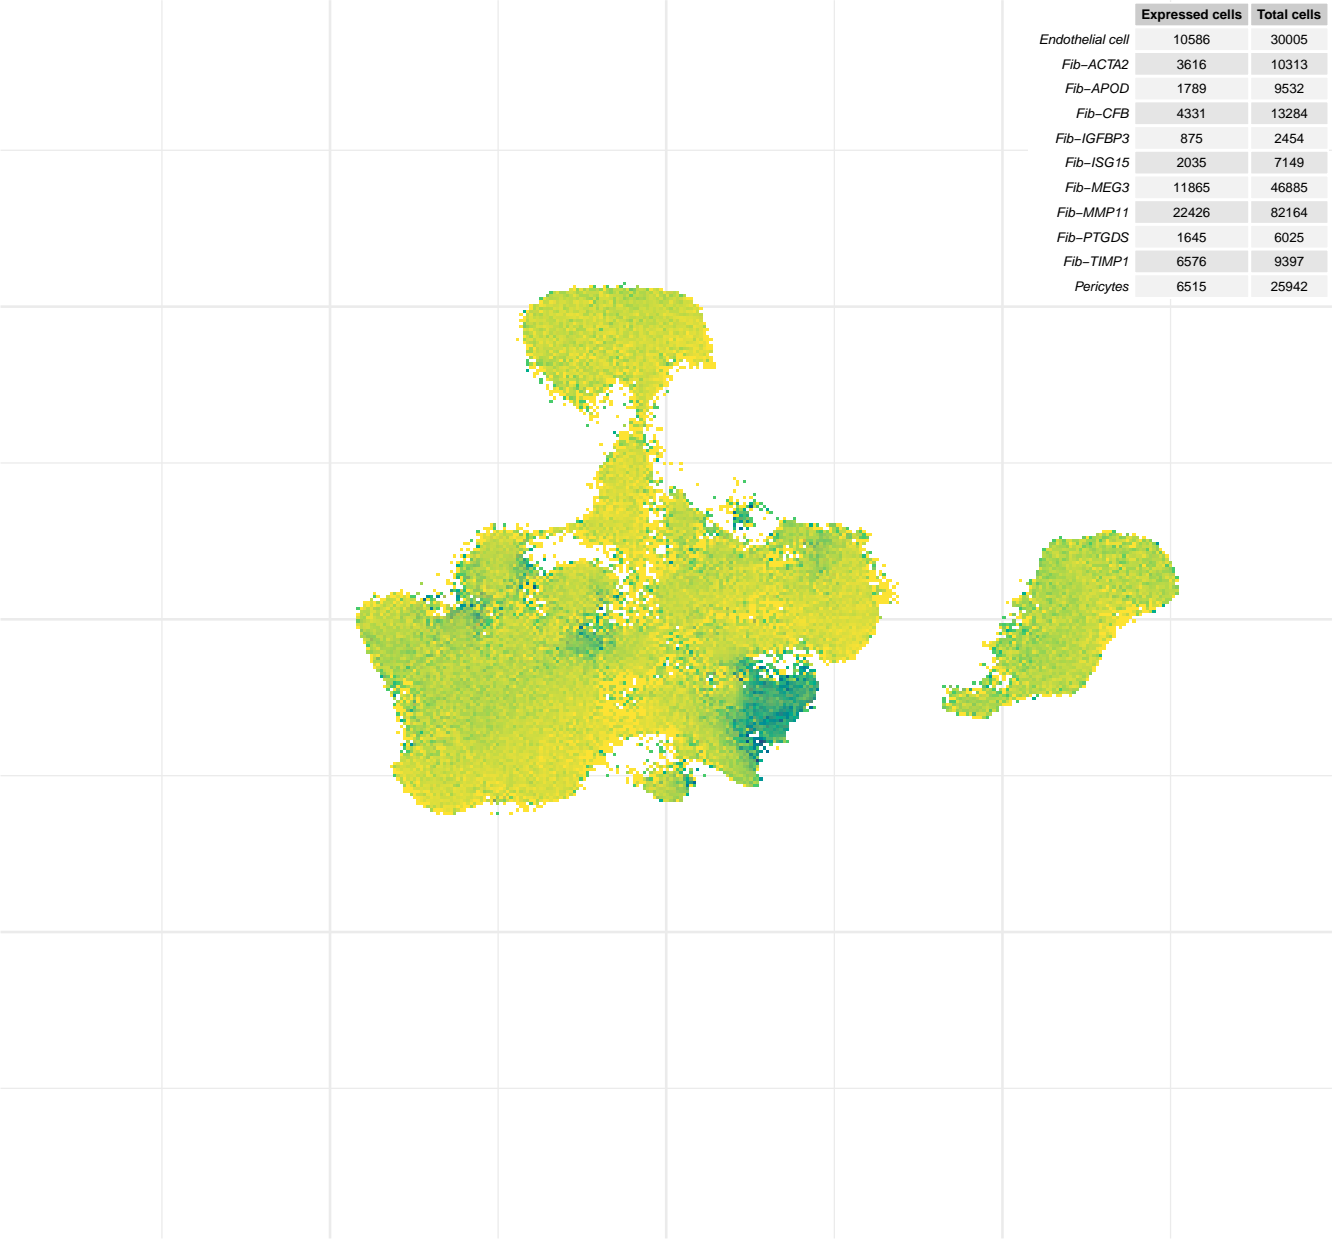 Expressed cells Total cells
Endothelial cell 10586 30005
Fib−ACTA2 3616 10313
Fib−APOD 1789 9532
Fib−CFB 4331 13284
Fib−IGFBP3 875 2454
Fib−ISG15 2035 7149
Fib−MEG3 11865 46885
Fib−MMP11 22426 82164
Fib−PTGDS 1645 6025
Fib−TIMP1 6576 9397
Pericytes 6515 25942